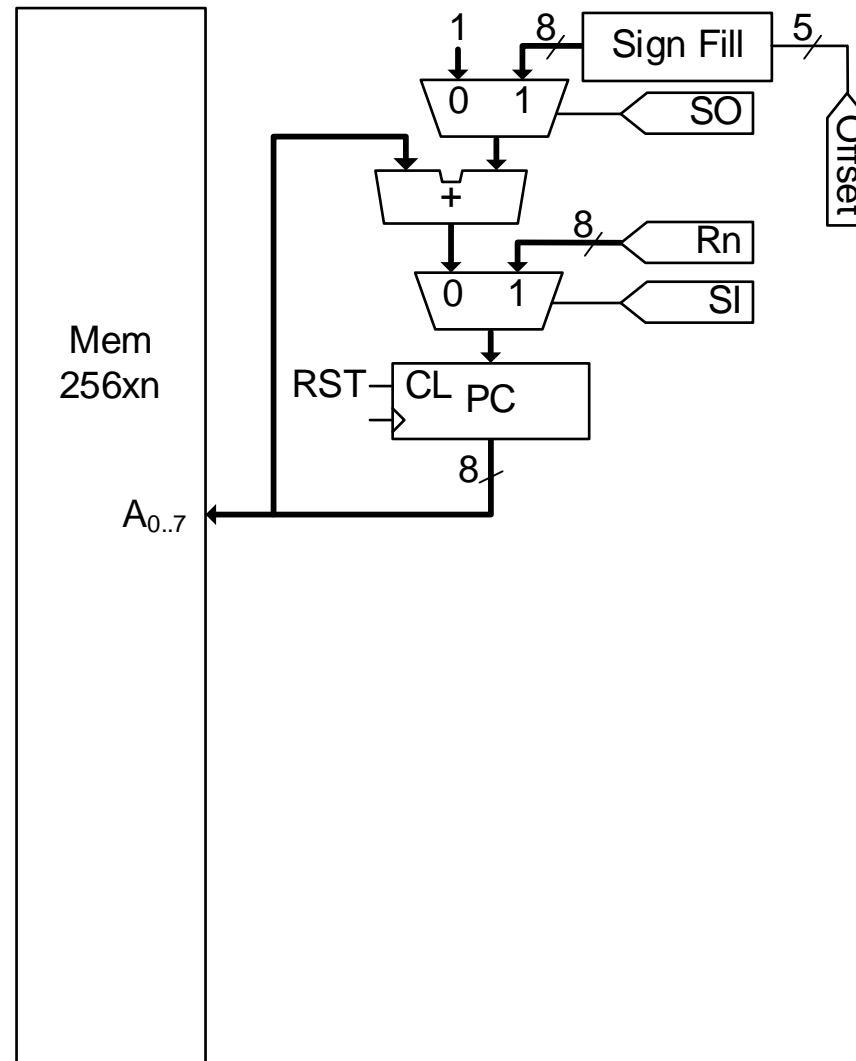 1
8
Sign Fill
5
0 1
SO
Offset
+
8
Rn
0 1
SI
Mem
256xn
RST
CL
PC
8
A0..7